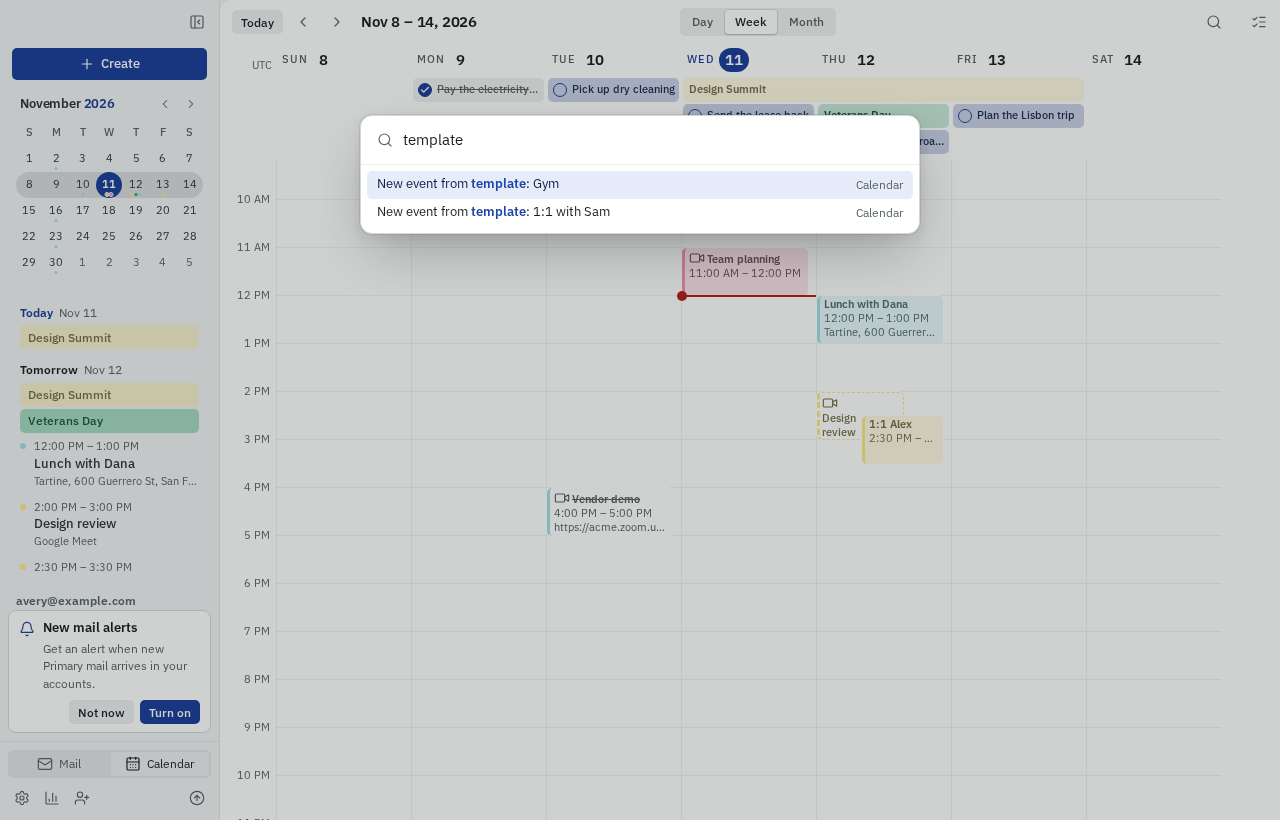 Today
Nov 8 – 14, 2026
Day
Week
Month
Create
November 2026
S M T W T F S
1 2 3 4 5 6 7
8 9 10 11 12 13 14
15 16 17 18 19 20 21
22 23 24 25 26 27 28
29 30 1 2 3 4 5
Today Nov 11
Design Summit
Tomorrow Nov 12
Design Summit
Veterans Day
12:00 PM – 1:00 PM
Lunch with Dana
Tartine, 600 Guerrero St, San F...
2:00 PM – 3:00 PM
Design review
Google Meet
2:30 PM – 3:30 PM
avery@example.com
New mail alerts
Get an alert when new
Primary mail arrives in your
accounts.
Not now
Turn on
Mail
Calendar
UTC
SUN 8
MON 9
TUE 10
WED 11
THU 12
FRI 13
SAT 14
Pay the electricity...
Pick up dry cleaning
Design Summit
Send the lease back
Veterans Day
Plan the Lisbon trip
roa...
template
New event from template: Gym
Calendar
New event from template: 1:1 with Sam
Calendar
10 AM
11 AM
12 PM
1 PM
2 PM
3 PM
4 PM
5 PM
6 PM
7 PM
8 PM
9 PM
10 PM
Team planning
11:00 AM – 12:00 PM
Lunch with Dana
12:00 PM – 1:00 PM
Tartine, 600 Guerrer...
Design
review
1:1 Alex
2:30 PM – ...
Vendor demo
4:00 PM – 5:00 PM
https://acme.zoom.u...